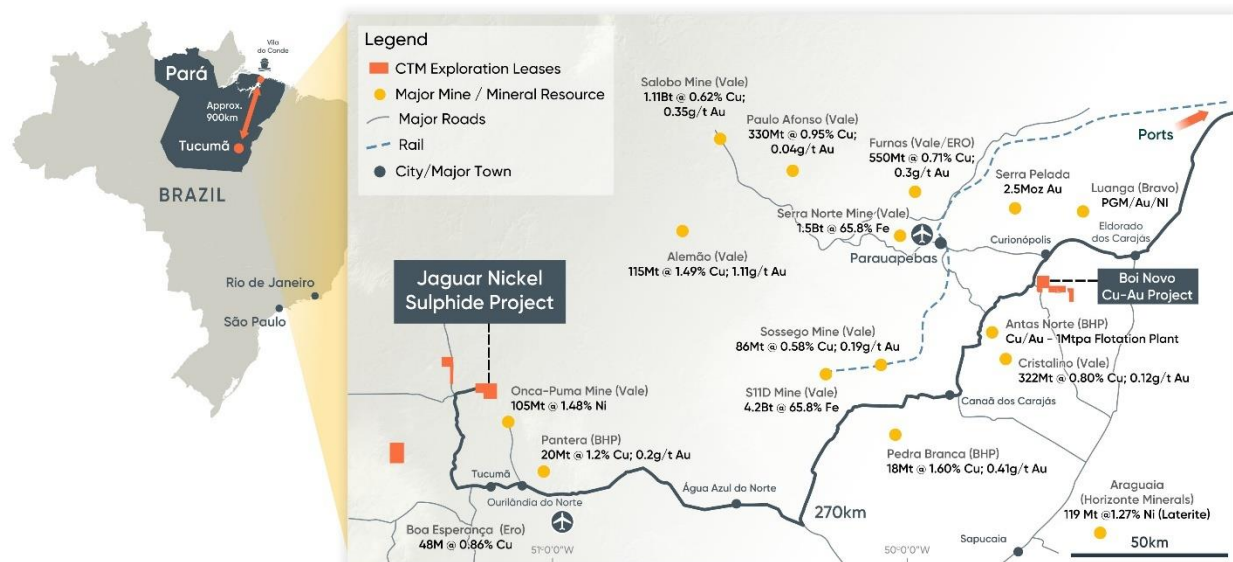 Vila
do Conde
Pará
Approx.
900km
Tucumã
BRAZIL
Rio de Janeiro
São Paulo
Legend
CTM Exploration Leases
Major Mine / Mineral Resource
Major Roads
Rail
City/Major Town
Salobo Mine (Vale)
1.11Bt @ 0.62% Cu;
0.35g/t Au
Paulo Afonso (Vale)
330Mt @ 0.95% Cu;
0.04g/t Au
Furnas (Vale/ERO)
550Mt @ 0.71% Cu;
0.3g/t Au
Ports
Serra Pelada
2.5Moz Au
Luanga (Bravo)
PGM/Au/NI
Serra Norte Mine (Vale)
1.5Bt @ 65.8% Fe
Parauapebas
Curionópolis
Eldorado
dos Carajás
Alemão (Vale)
115Mt @ 1.49% Cu; 1.11g/t Au
Jaguar Nickel
Sulphide Project
Boi Novo
Cu-Au Project
Antas Norte (BHP)
Cu/Au - 1Mtpa Flotation Plant
Sossego Mine (Vale)
86Mt @ 0.58% Cu; 0.19g/t Au
Cristalino (Vale)
322Mt @ 0.80% Cu; 0.12g/t Au
S11D Mine (Vale)
4.2Bt @ 65.8% Fe
Canaã dos Carajás
Onca-Puma Mine (Vale)
105Mt @ 1.48% Ni
Pantera (BHP)
20Mt @ 1.2% Cu; 0.2g/t Au
Pedra Branca (BHP)
18Mt @ 1.60% Cu; 0.41g/t Au
Tucumã
Ourilândia do Norte
Água Azul do Norte
270km
Araguaia
(Horizonte Minerals)
119 Mt @1.27% Ni (Laterite)
Boa Esperança (Ero)
48M @ 0.86% Cu
51°0'0"W
50°0'0"W
Sapucaia
50km